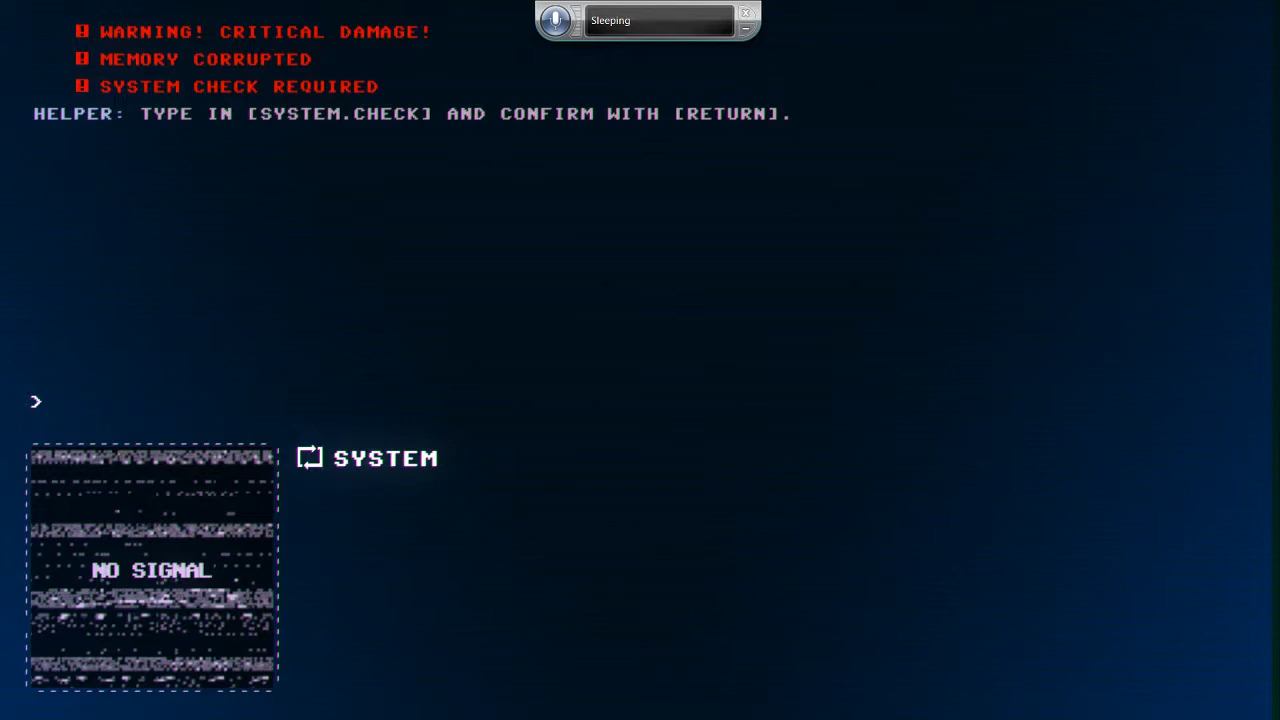 Sleeping
! WARNING! CRITICAL DAMAGE!
! MEMORY CORRUPTED
! SYSTEM CHECK REQUIRED
HELPER: TYPE IN [SYSTEM.CHECK] AND CONFIRM WITH [RETURN].
>
SYSTEM
NO SIGNAL